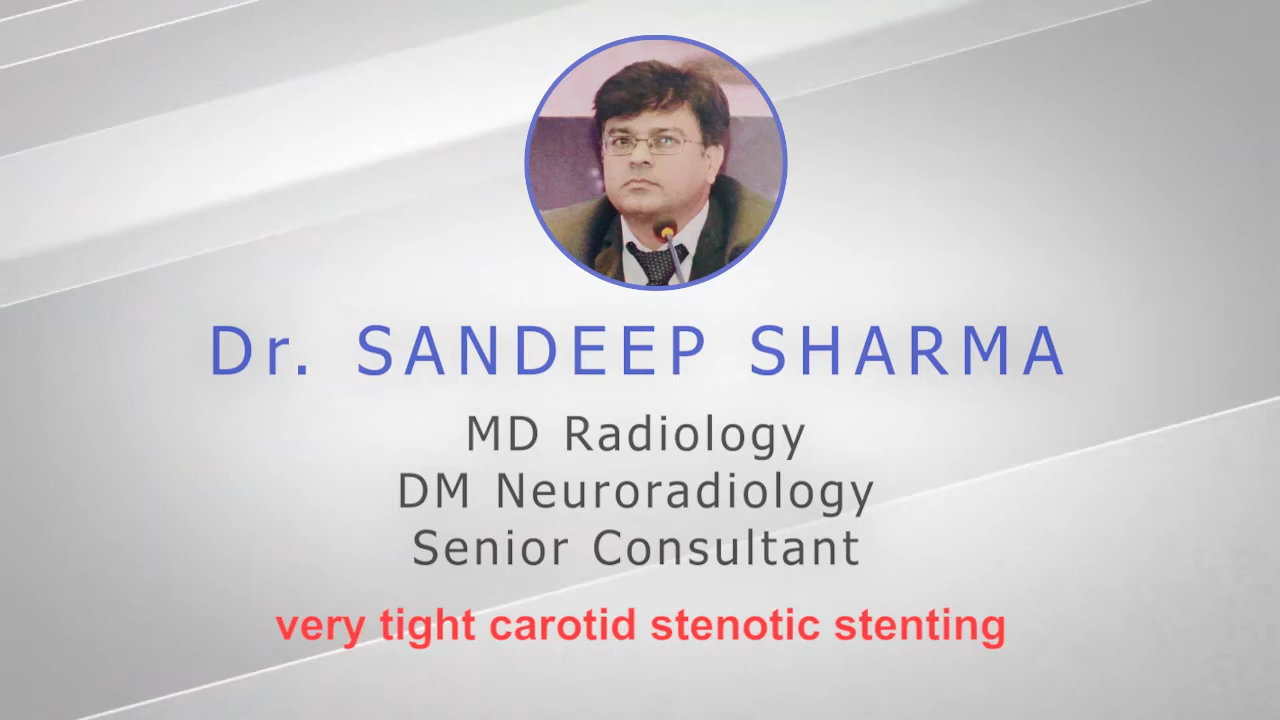 Dr. SANDEEP SHARMA
MD Radiology
DM Neuroradiology
Senior Consultant
very tight carotid stenotic stenting